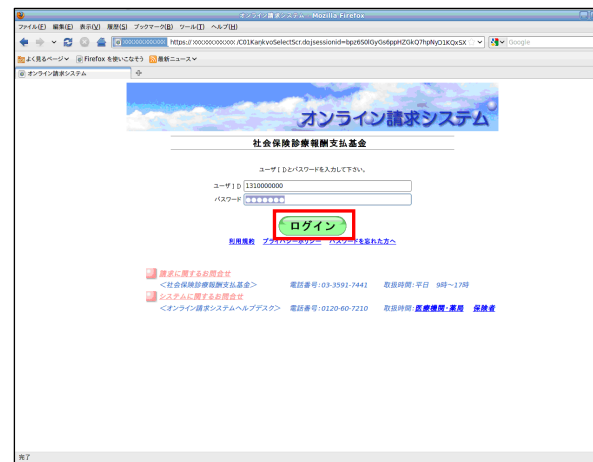 オンライン請求システム - Mozilla Firefox
ファイル(F) 編集(E) 表示(V) 履歴(S) ブックマーク(B) ツール(T) ヘルプ(H)
https://XXXXXXXXXXX/C01KankyoSelectScr.do;jsessionid= Google
よく見るページ Firefox を使いこなそう 最新ニュース
オンライン請求システム
オンライン請求システム
社会保険診療報酬支払基金
ユーザIDとパスワードを入力して下さい。
ユーザID 1310000000
パスワード
ログイン
利用規約 プライバシーポリシー パスワードを忘れた方へ
請求に関するお問合せ
<社会保険診療報酬支払基金> 電話番号:03-3591-7441 取扱時間:平日 9時~17時
システムに関するお問合せ
<オンライン請求システムヘルプデスク> 電話番号:0120-60-7210 取扱時間:医療機関・薬局 保険者
完了